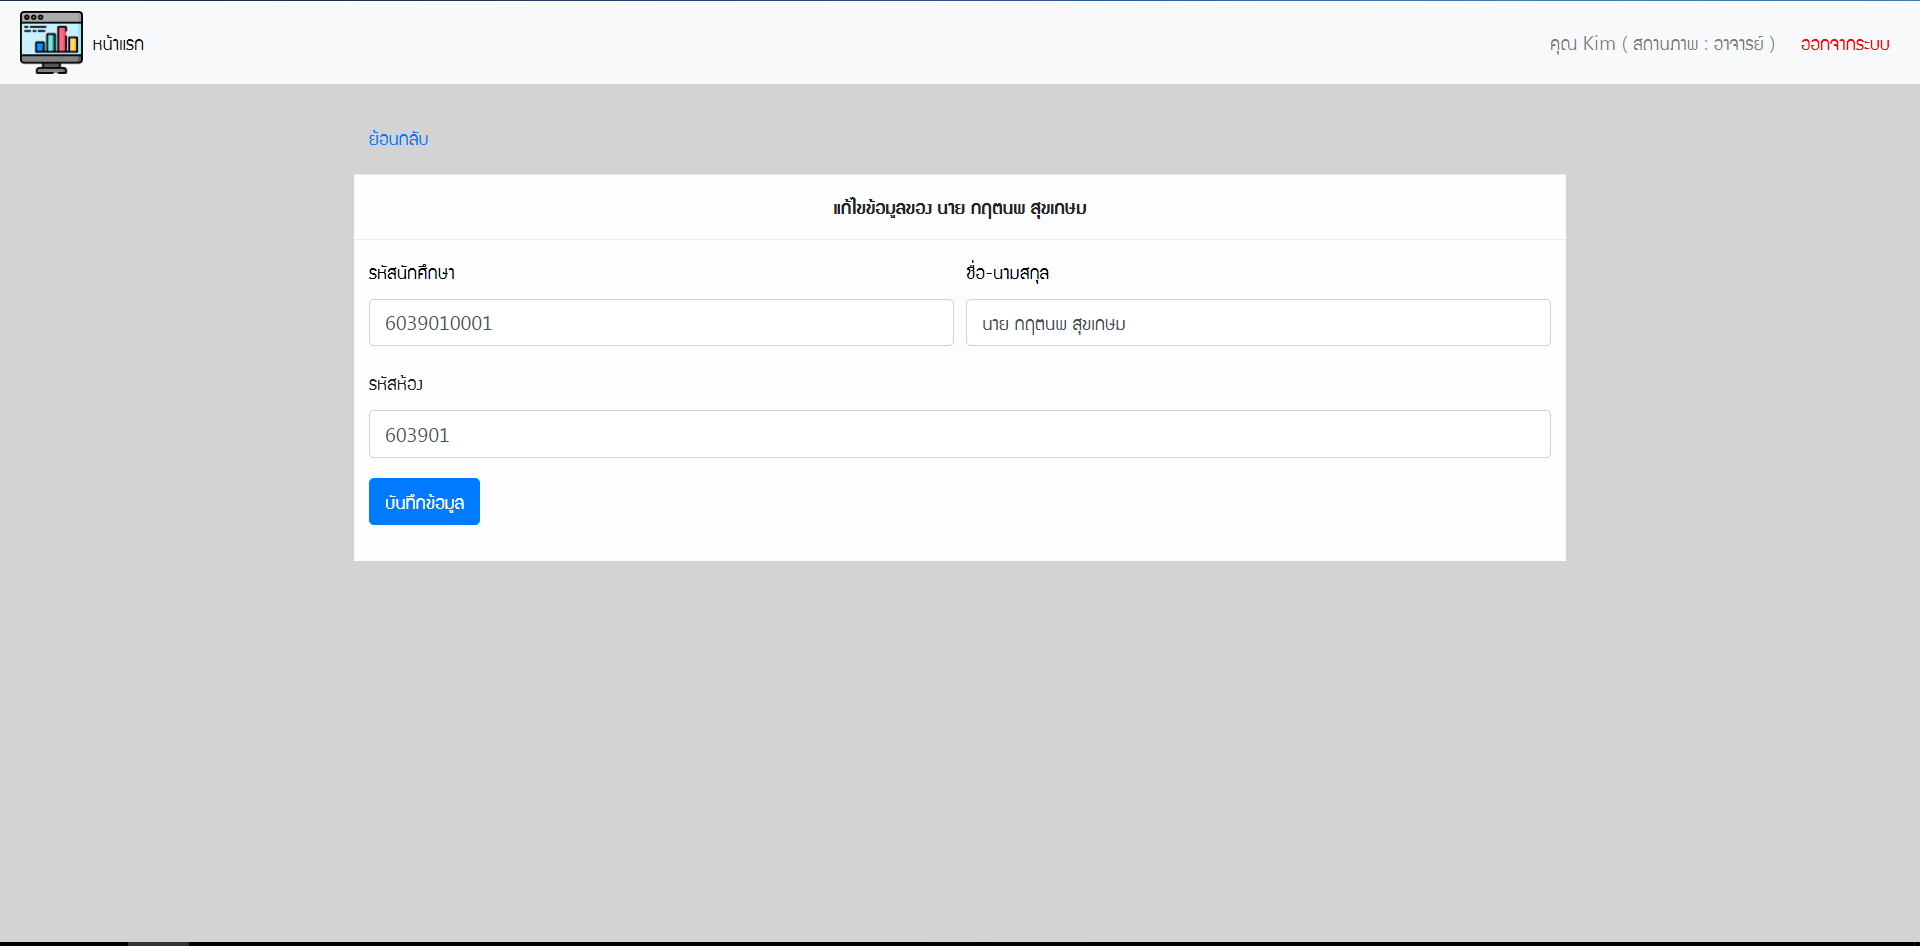 หน้าแรก
คุณ Kim ( สถานภาพ : อาจารย์ )
ออกจากระบบ
ย้อนกลับ
แก้ไขข้อมูลของ นาย กฤตนพ สุขเกษม
รหัสนักศึกษา
ชื่อ-นามสกุล
6039010001
นาย กฤตนพ สุขเกษม
รหัสห้อง
603901
บันทึกข้อมูล